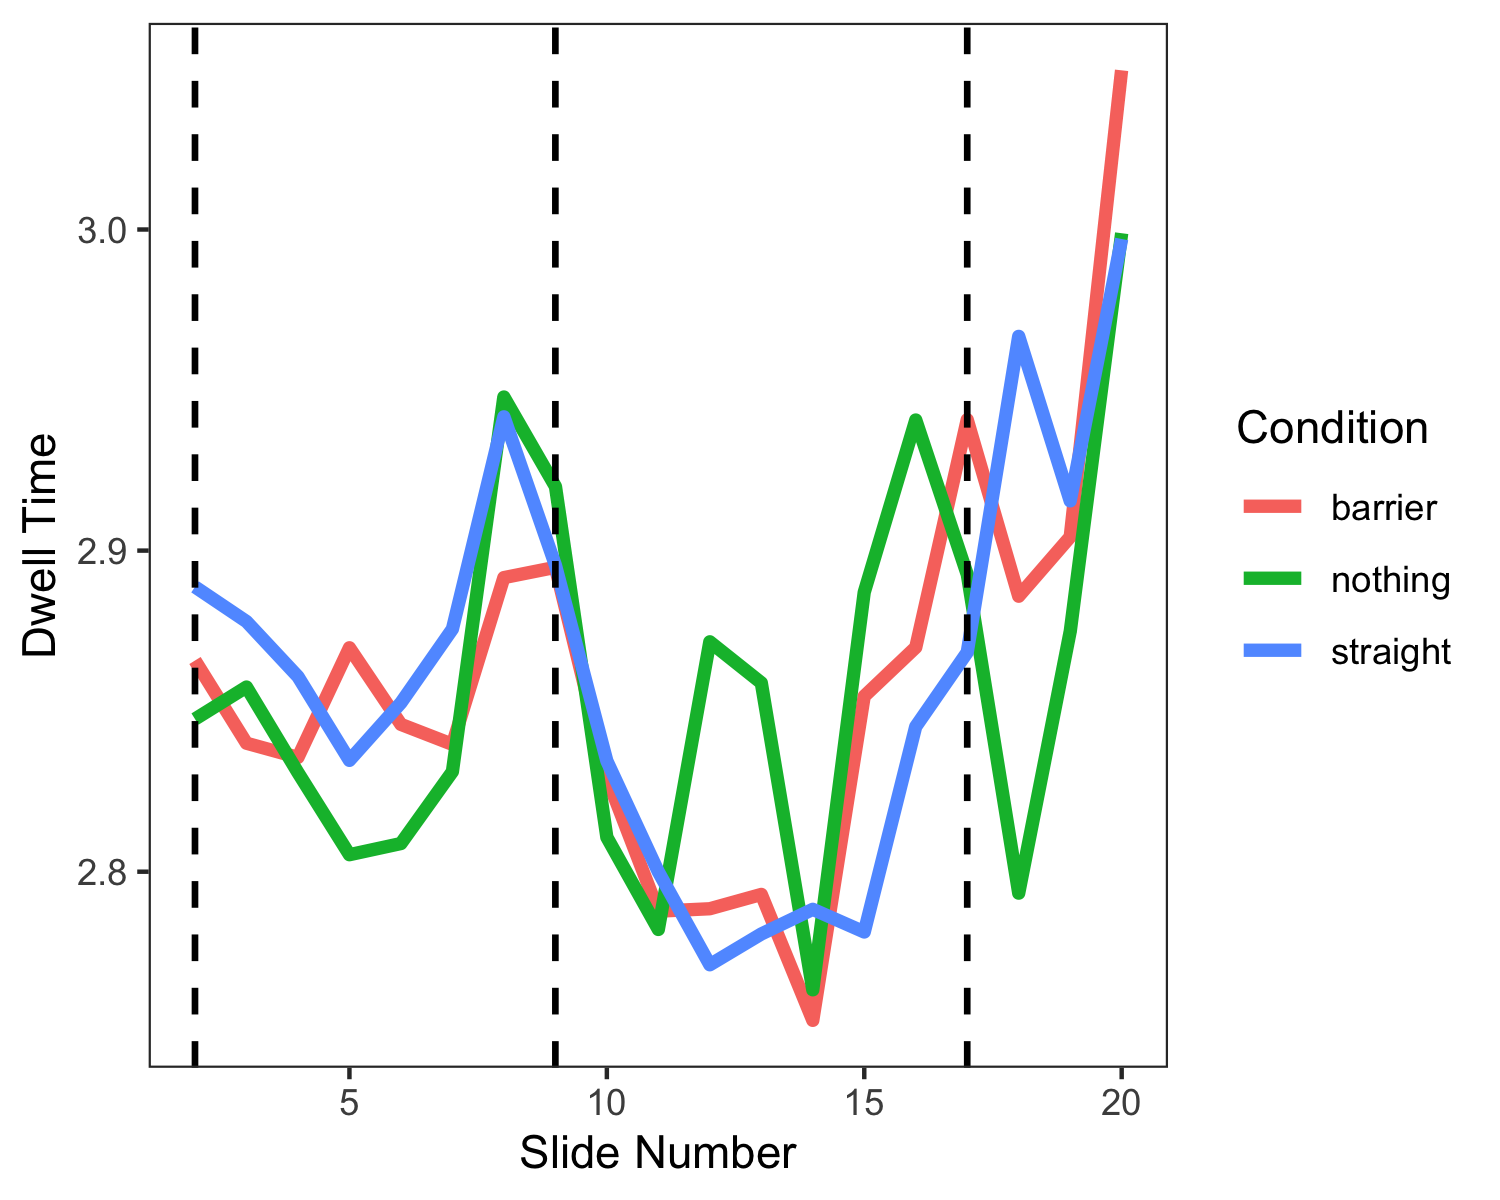 3.0
2.9
2.8
Dwell Time
5 10 15 20
Slide Number
Condition
barrier
nothing
straight